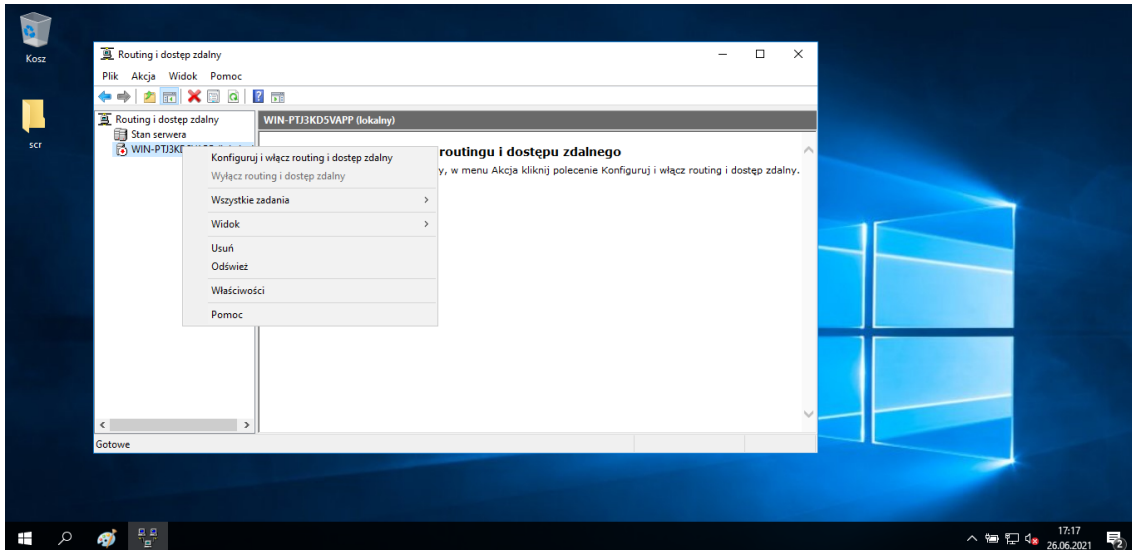 Kosz
scr
Routing i dostęp zdalny
Plik Akcja Widok Pomoc
Routing i dostęp zdalny
Stan serwera
WIN-PTJ3KD5VAPP (lokalny)
WIN-PTJ3KD
routingu i dostępu zdalnego
y, w menu Akcja kliknij polecenie Konfiguruj i włącz routing i dostęp zdalny.
Konfiguruj i włącz routing i dostęp zdalny
Wyłącz routing i dostęp zdalny
Wszystkie zadania
Widok
Usuń
Odśwież
Właściwości
Pomoc
Gotowe
17:17
26.06.2021
2